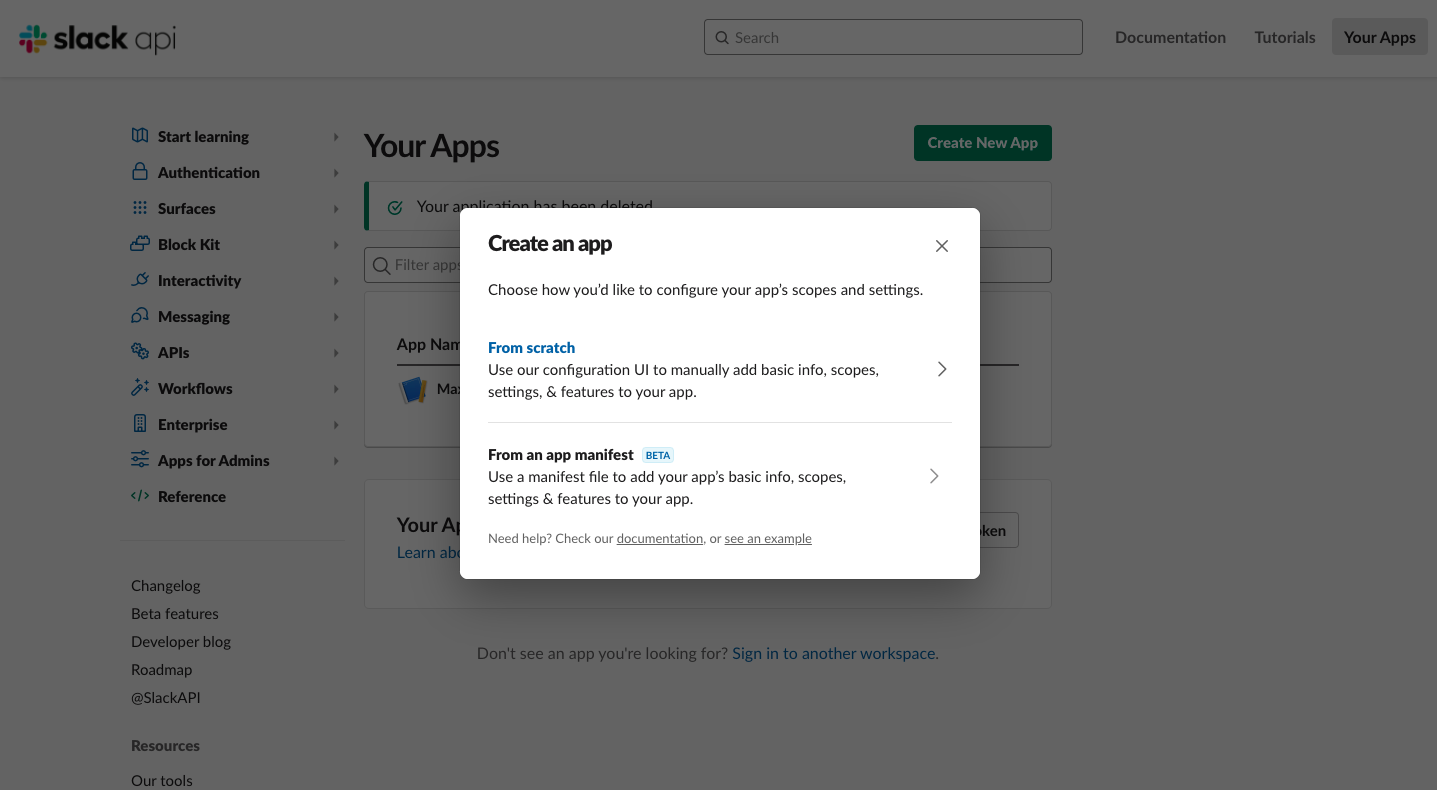 slack api
Search
Documentation
Tutorials
Your Apps
Start learning
Authentication
Surfaces
Block Kit
Interactivity
Messaging
APIs
Workflows
Enterprise
Apps for Admins
Reference
Changelog
Beta features
Developer blog
Roadmap
@SlackAPI
Resources
Our tools
Your Apps
Create New App
Your application has been deleted
Filter apps
App Nam
Your Ap
Learn abo
Create an app
Choose how you’d like to configure your app’s scopes and settings.
From scratch
Use our configuration UI to manually add basic info, scopes,
settings, & features to your app.
From an app manifest BETA
Use a manifest file to add your app’s basic info, scopes,
settings & features to your app.
Need help? Check our documentation, or see an example
Don't see an app you're looking for? Sign in to another workspace.